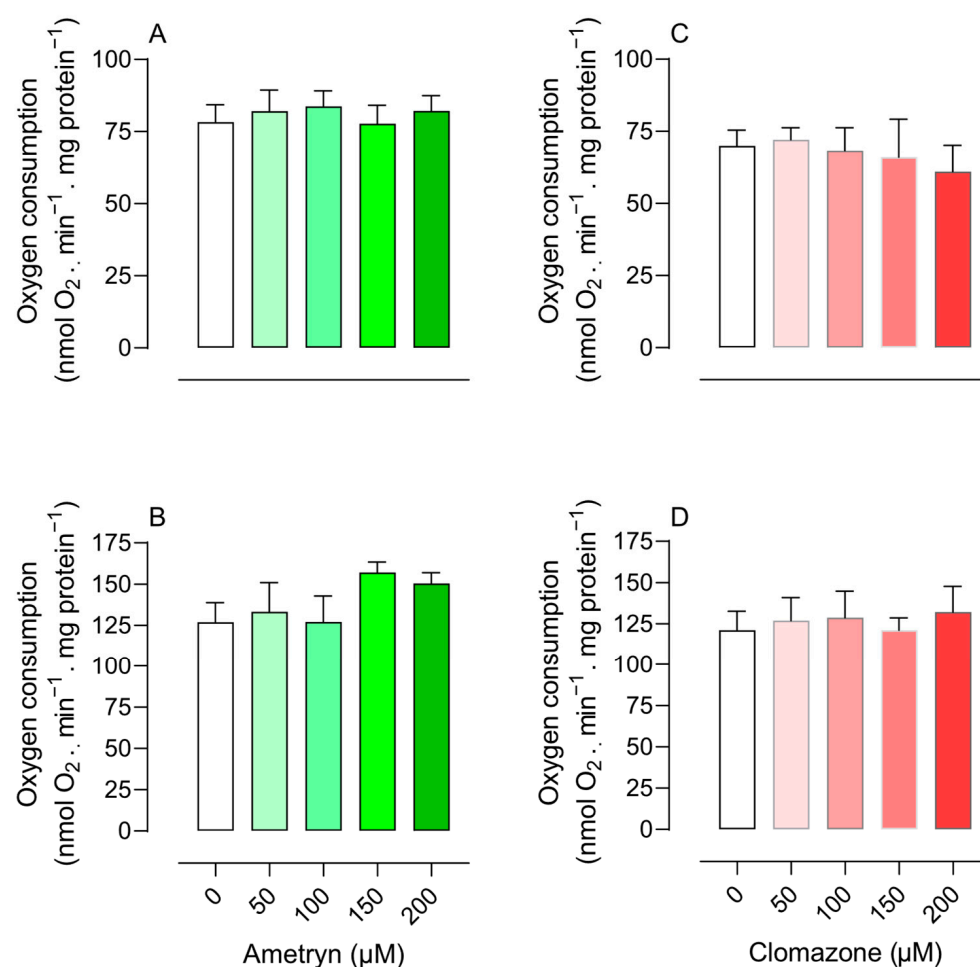 A
Oxygen consumption
(nmol O₂ ·. min⁻¹ . mg protein⁻¹)
100
75
50
25
0
C
Oxygen consumption
(nmol O₂ ·. min⁻¹ . mg protein⁻¹)
100
75
50
25
0
B
Oxygen consumption
(nmol O₂ ·. min⁻¹ . mg protein⁻¹)
175
150
125
100
75
50
25
0
0 50 100 150 200
Ametryn (µM)
D
Oxygen consumption
(nmol O₂ ·. min⁻¹ . mg protein⁻¹)
175
150
125
100
75
50
25
0
0 50 100 150 200
Clomazone (µM)